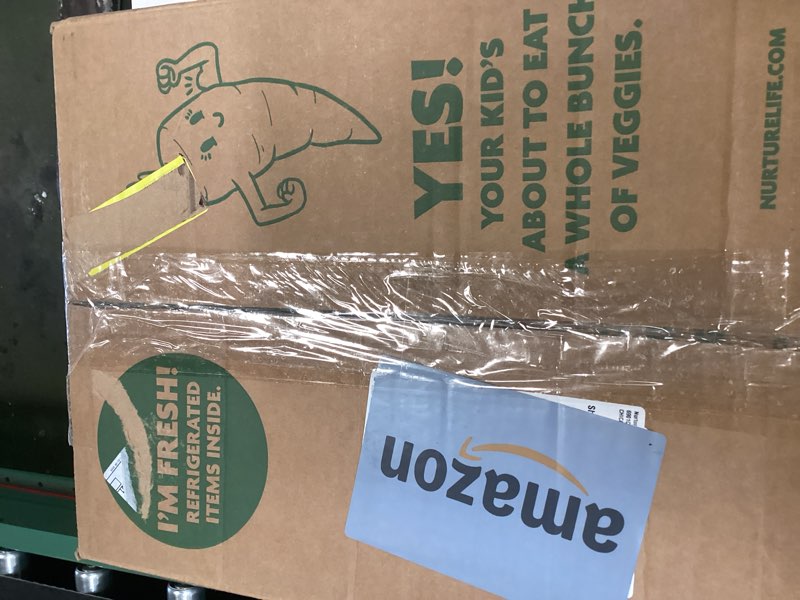 YES!
YOUR KID'S
ABOUT TO EAT
A WHOLE BUNCH
OF VEGGIES.
NURTURELIFE.COM
I'M FRESH!
REFRIGERATED
ITEMS INSIDE.
amazon